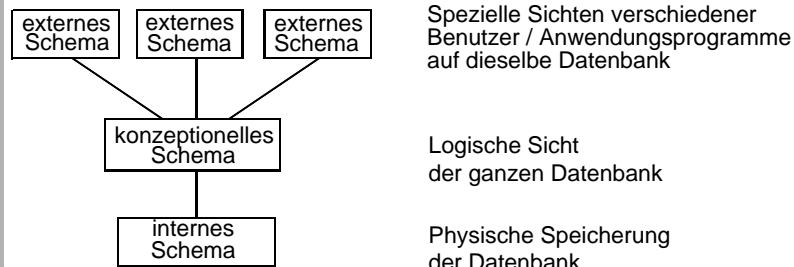 externes
Schema
externes
Schema
externes
Schema
Spezielle Sichten verschiedener
Benutzer / Anwendungsprogramme
auf dieselbe Datenbank
konzeptionelles
Schema
Logische Sicht
der ganzen Datenbank
internes
Schema
Physische Speicherung
der Datenbank